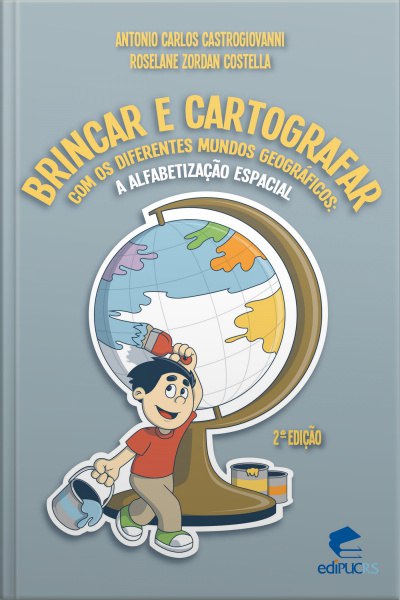 ANTONIO CARLOS CASTROGIOVANNI
ROSELANE ZORDAN COSTELLA
BRINCAR E CARTOGRAFAR
COM OS DIFERENTES MUNDOS GEOGRÁFICOS:
A ALFABETIZAÇÃO ESPACIAL
2ª EDIÇÃO
ediPUCRS